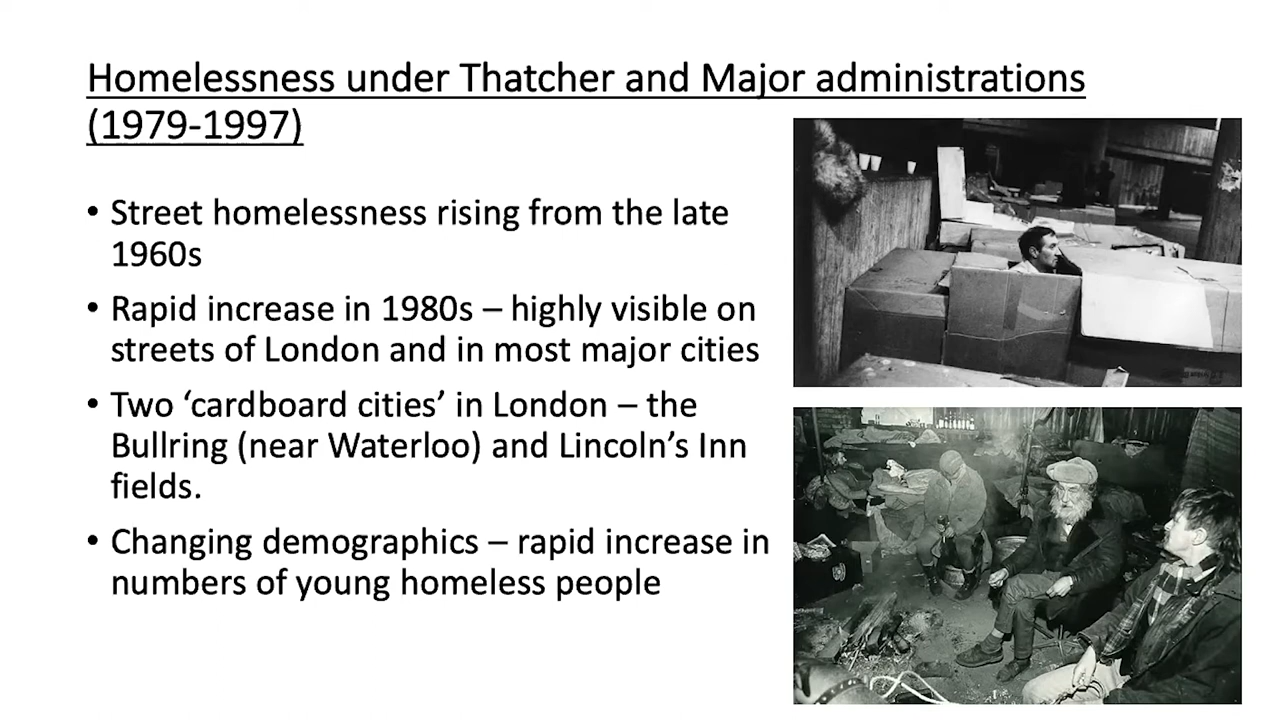 Homelessness under Thatcher and Major administrations
(1979-1997)
• Street homelessness rising from the late
1960s
• Rapid increase in 1980s – highly visible on
streets of London and in most major cities
• Two ‘cardboard cities’ in London – the
Bullring (near Waterloo) and Lincoln’s Inn
fields.
• Changing demographics – rapid increase in
numbers of young homeless people